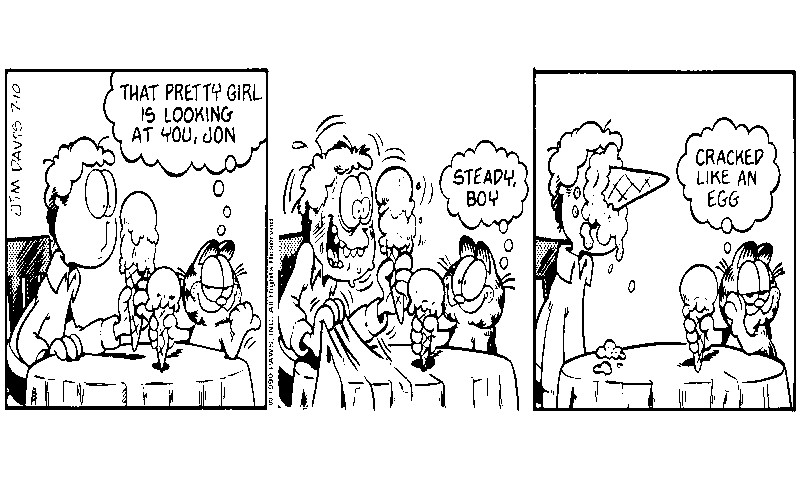 JIM DAVIS 7-10
THAT PRETTY GIRL
IS LOOKING
AT YOU, JON
© 1990 PAWS, INC. All Rights Reserved
STEADY,
BOY
CRACKED
LIKE AN
EGG